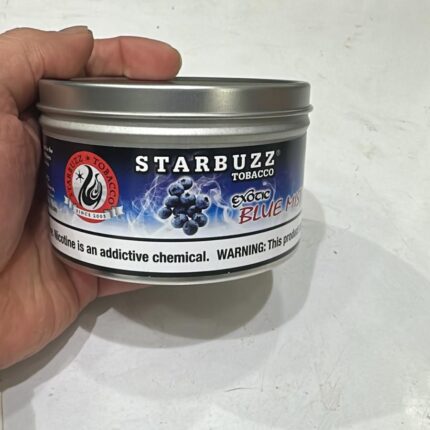 STARBUZZ
TOBACCO
STARBUZZ ★ TOBACCO
SINCE 2005
exotic
BLUE MIST
Nicotine is an addictive chemical. WARNING: This product